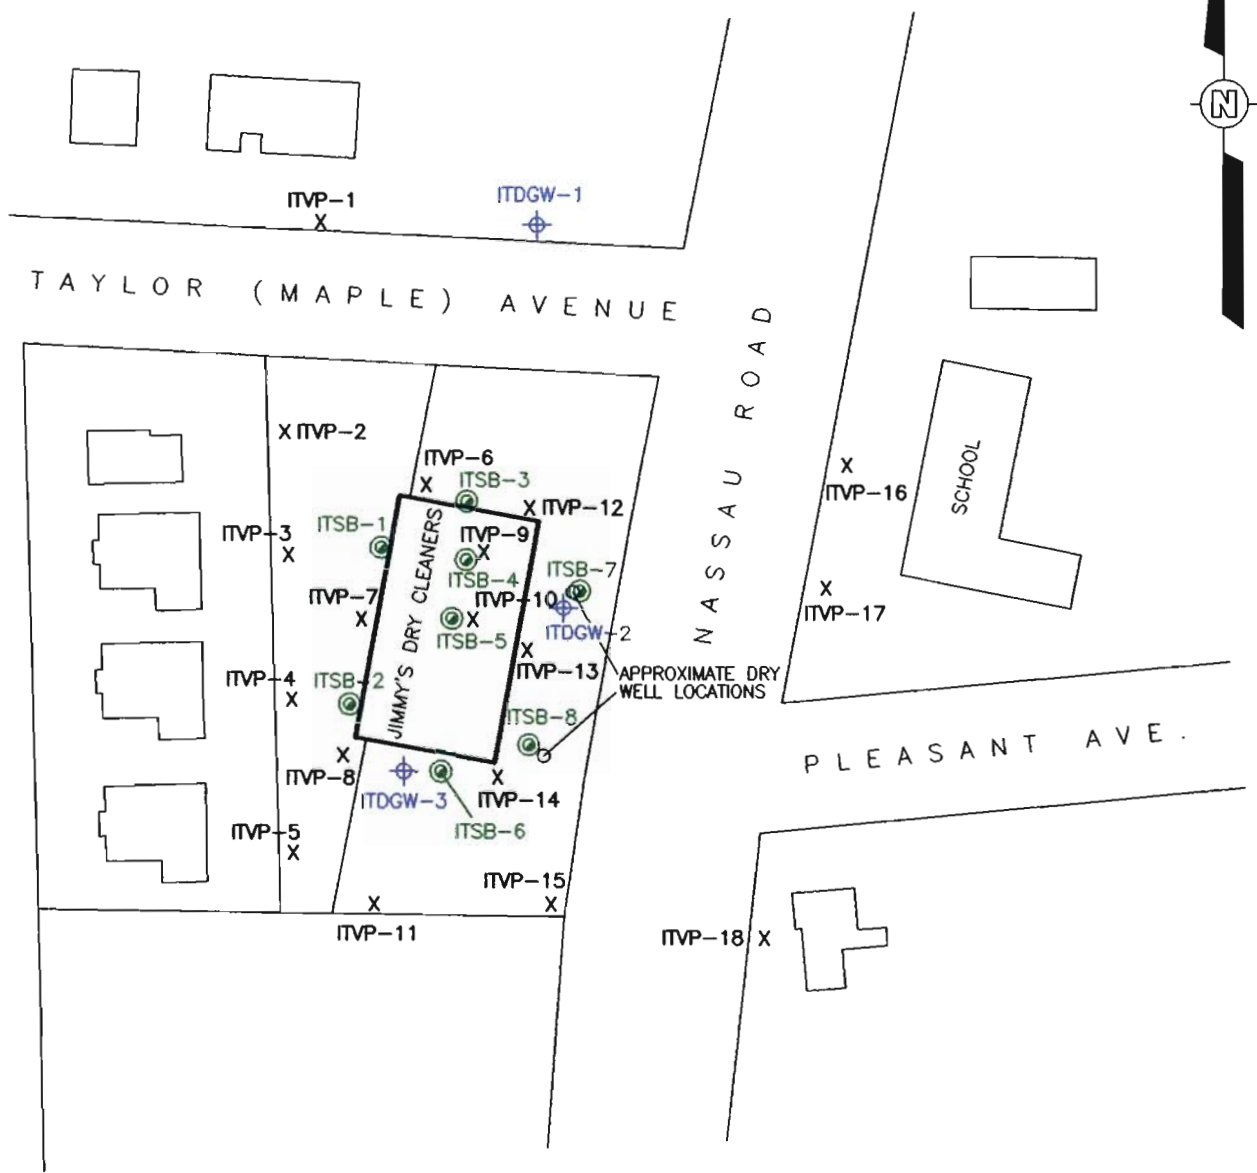 N
ITVP-1
ITDGW-1
TAYLOR (MAPLE) AVENUE
NASSAU ROAD
ITVP-2
ITVP-6
ITSB-3
ITVP-12
ITVP-16
SCHOOL
ITVP-3
ITSB-1
JIMMY'S DRY CLEANERS
ITVP-9
ITSB-4
ITSB-7
ITVP-7
ITVP-10
ITVP-17
ITDGW-2
ITSB-5
ITVP-13
APPROXIMATE DRY
WELL LOCATIONS
ITVP-4
ITSB-2
ITSB-8
PLEASANT AVE.
ITVP-8
ITDGW-3
ITVP-14
ITVP-5
ITSB-6
ITVP-15
ITVP-11
ITVP-18